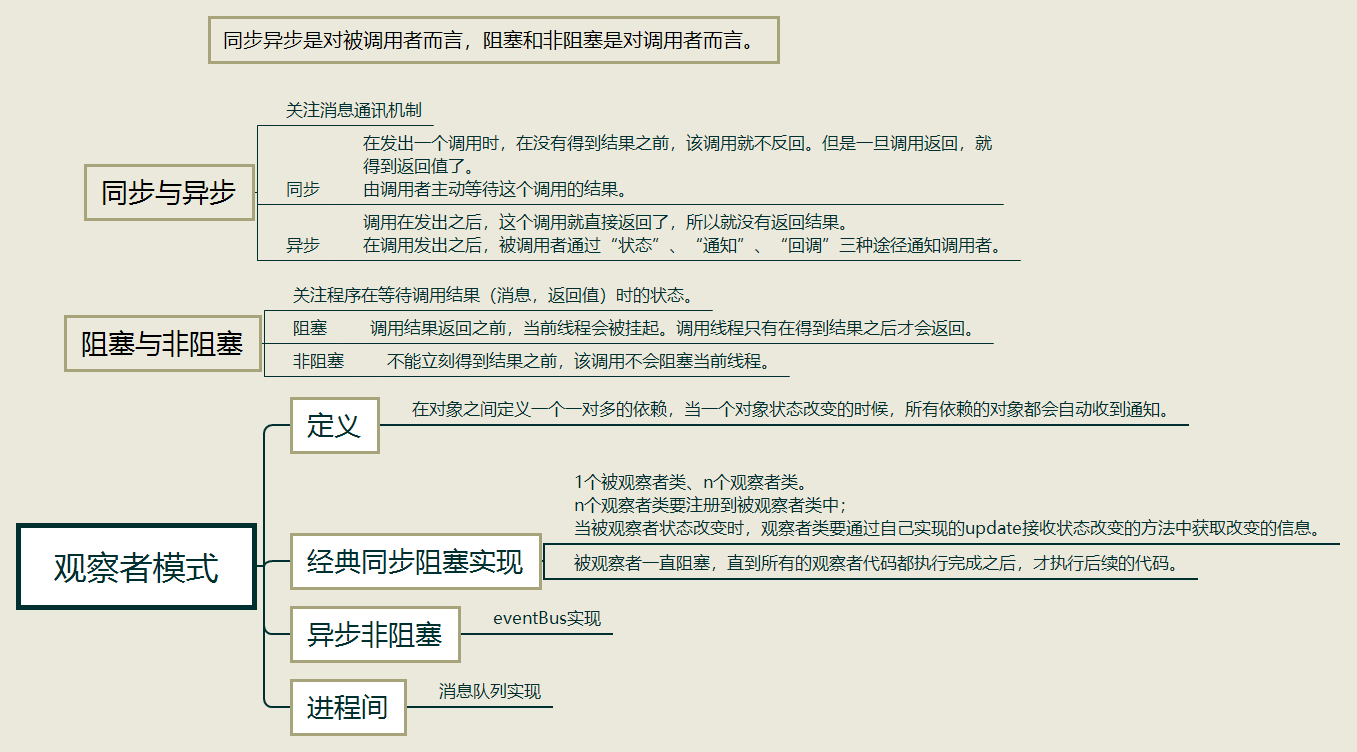 同步异步是对被调用者而言，阻塞和非阻塞是对调用者而言。
同步与异步
关注消息通讯机制
同步
在发出一个调用时，在没有得到结果之前，该调用就不反回。但是一旦调用返回，就
得到返回值了。
由调用者主动等待这个调用的结果。
异步
调用在发出之后，这个调用就直接返回了，所以就没有返回结果。
在调用发出之后，被调用者通过“状态”、“通知”、“回调”三种途径通知调用者。
阻塞与非阻塞
关注程序在等待调用结果（消息，返回值）时的状态。
阻塞 调用结果返回之前，当前线程会被挂起。调用线程只有在得到结果之后才会返回。
非阻塞 不能立刻得到结果之前，该调用不会阻塞当前线程。
观察者模式
定义
在对象之间定义一个一对多的依赖，当一个对象状态改变的时候，所有依赖的对象都会自动收到通知。
经典同步阻塞实现
1个被观察者类、n个观察者类。
n个观察者类要注册到被观察者类中；
当被观察者状态改变时，观察者类要通过自己实现的update接收状态改变的方法中获取改变的信息。
被观察者一直阻塞，直到所有的观察者代码都执行完成之后，才执行后续的代码。
异步非阻塞
eventBus实现
进程间
消息队列实现